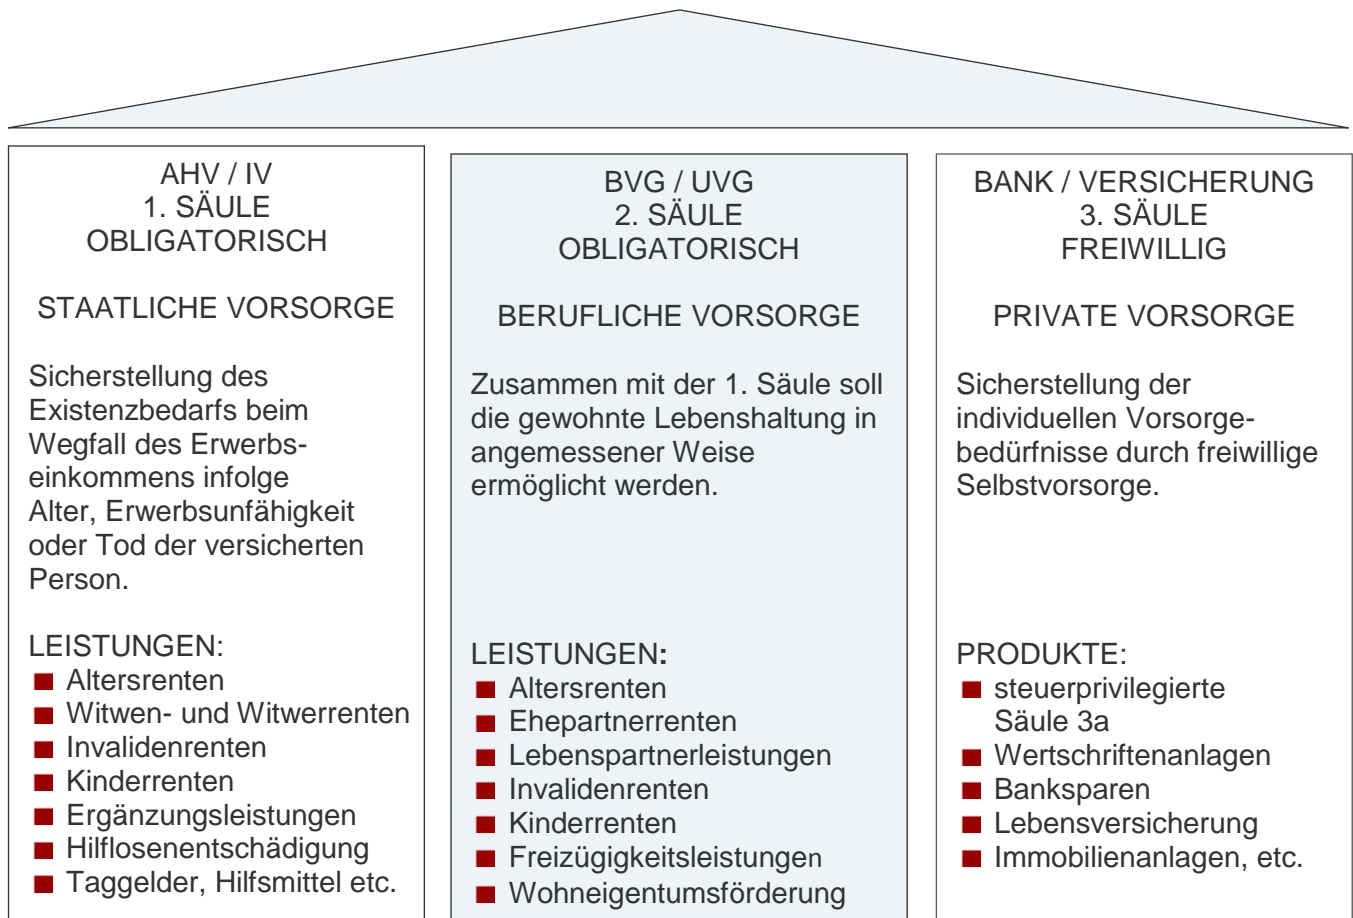 AHV / IV
1. SÄULE
OBLIGATORISCH
STAATLICHE VORSORGE
Sicherstellung des
Existenzbedarfs beim
Wegfall des Erwerbs-
einkommens infolge
Alter, Erwerbsunfähigkeit
oder Tod der versicherten
Person.
LEISTUNGEN:
Altersrenten
Witwen- und Witwerrenten
Invalidenrenten
Kinderrenten
Ergänzungsleistungen
Hilflosenentschädigung
Taggelder, Hilfsmittel etc.
BVG / UVG
2. SÄULE
OBLIGATORISCH
BERUFLICHE VORSORGE
Zusammen mit der 1. Säule soll
die gewohnte Lebenshaltung in
angemessener Weise
ermöglicht werden.
LEISTUNGEN:
Altersrenten
Ehepartnerrenten
Lebenspartnerleistungen
Invalidenrenten
Kinderrenten
Freizügigkeitsleistungen
Wohneigentumsförderung
BANK / VERSICHERUNG
3. SÄULE
FREIWILLIG
PRIVATE VORSORGE
Sicherstellung der
individuellen Vorsorge-
bedürfnisse durch freiwillige
Selbstvorsorge.
PRODUKTE:
steuerprivilegierte
Säule 3a
Wertschriftenanlagen
Banksparen
Lebensversicherung
Immobilienanlagen, etc.